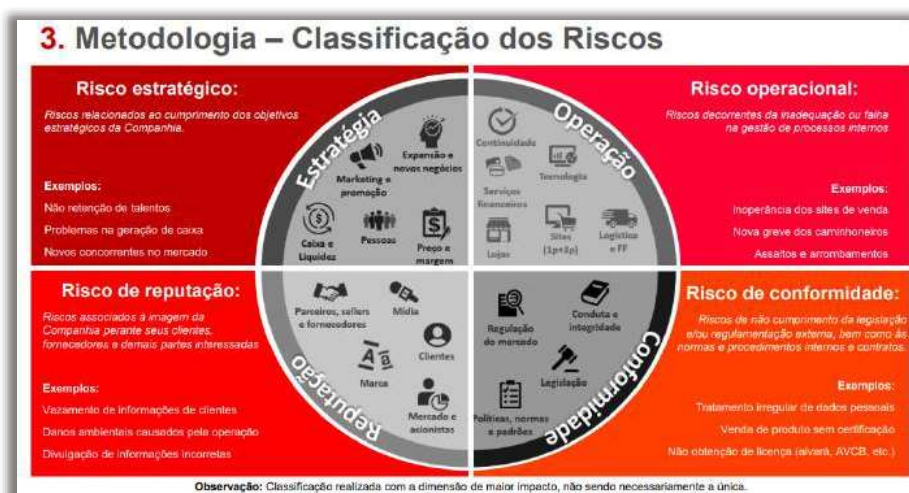 3. Metodologia – Classificação dos Riscos
Risco estratégico:
Riscos relacionados ao cumprimento dos objetivos
estratégicos da Companhia.
Exemplos:
Não retenção de talentos
Problemas na geração de caixa
Novos concorrentes no mercado
Estratégia
Expansão e
novos negócios
Marketing e
promoção
Caixa e
Liquidez
Pessoas
Preço e
margem
Operação
Continuidade
Tecnologia
Serviços
financeiros
Lojas
Sites
(1p+3p)
Logística
e FF
Risco operacional:
Riscos decorrentes da inadequação ou falha
na gestão de processos internos
Exemplos:
Inoperância dos sites de venda
Nova greve dos caminhoneiros
Assaltos e arrombamentos
Risco de reputação:
Riscos associados à imagem da
Companhia perante seus clientes,
fornecedores e demais partes interessadas
Exemplos:
Vazamento de informações de clientes
Danos ambientais causados pela operação
Divulgação de informações incorretas
Reputação
Parceiros, sellers
e fornecedores
Mídia
Clientes
Marca
Mercado e
acionistas
Conformidade
Regulação
do mercado
Conduta e
integridade
Legislação
Políticas, normas
e padrões
Risco de conformidade:
Riscos de não cumprimento da legislação
e/ou regulamentação externa, bem como às
normas e procedimentos internos e contratos.
Exemplos:
Tratamento irregular de dados pessoais
Venda de produto sem certificação
Não obtenção de licença (alvará, AVCB, etc.)
Observação: Classificação realizada com a dimensão de maior impacto, não sendo necessariamente a única.